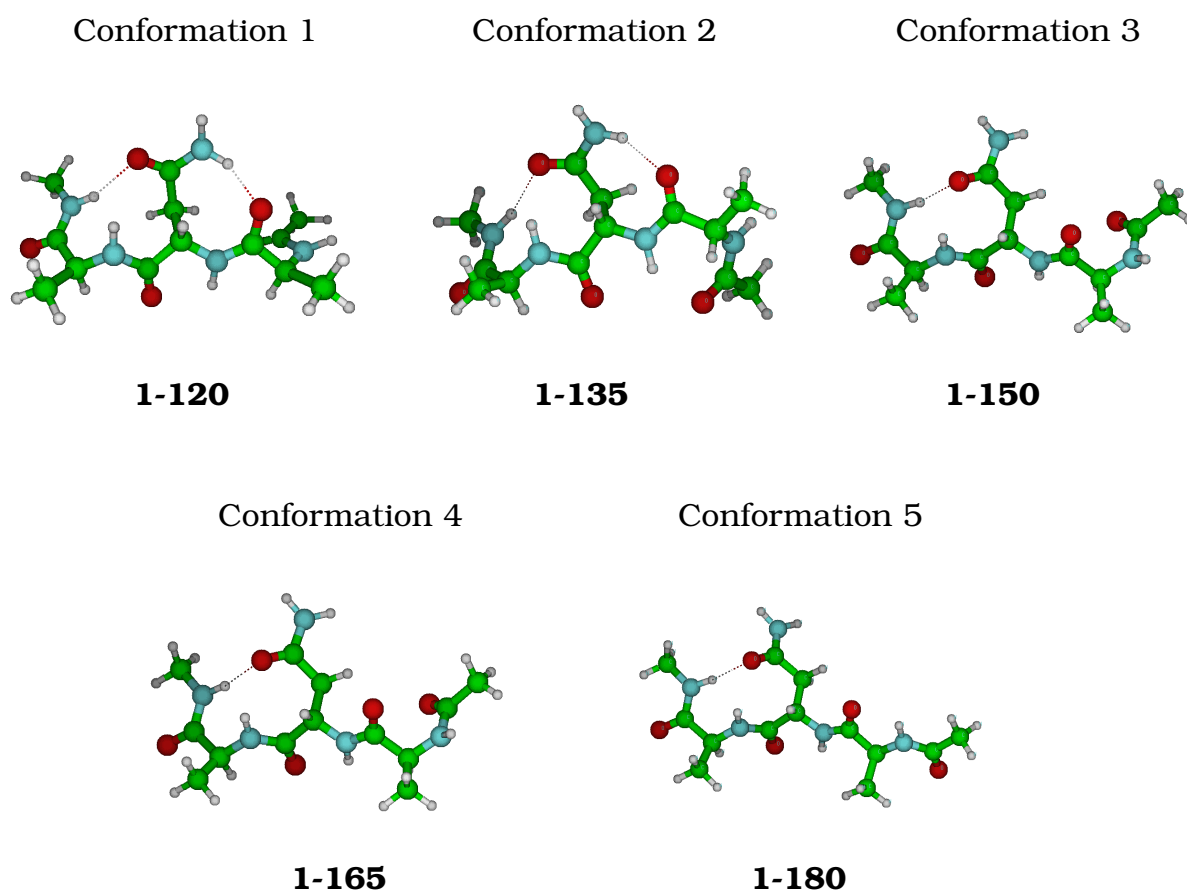 Conformation 1
Conformation 2
Conformation 3
1-120
1-135
1-150
Conformation 4
Conformation 5
1-165
1-180